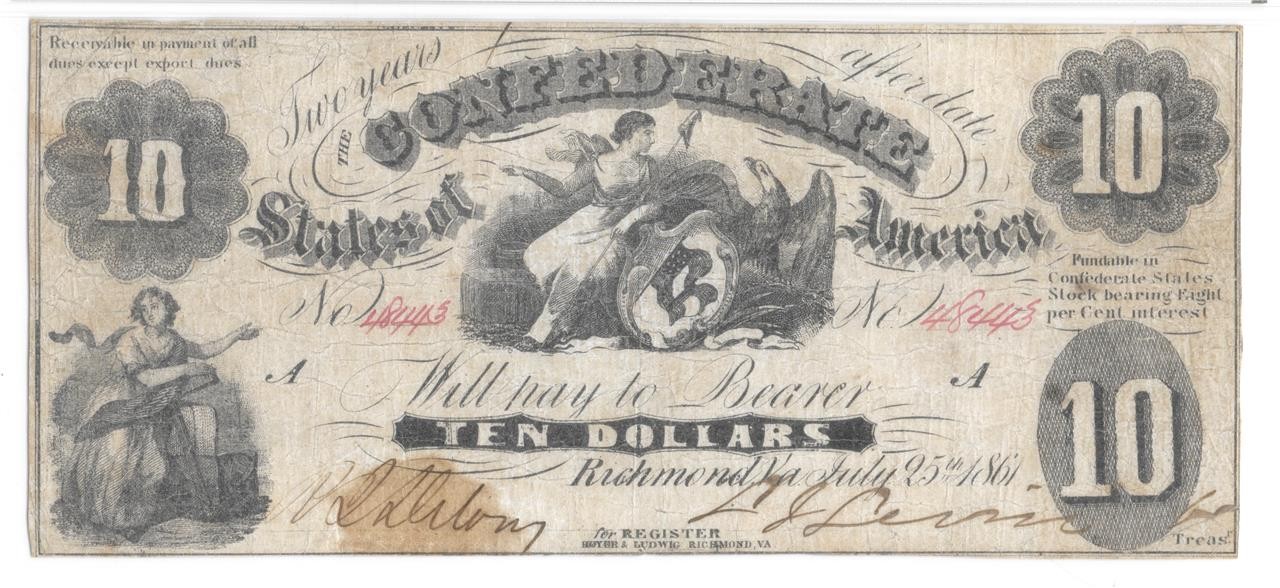 Receivable in payment of all
dues except export dues
Two years after date
THE CONFEDERATE
States of America
10
10
Fundable in
Confederate States
Stock bearing Eight
per Cent interest
No 48443
No 48443
A
A
Will pay to Bearer
TEN DOLLARS
10
Richmond, Va July 25th 1861
for REGISTER
HOYER & LUDWIG RICHMOND, VA
Treasr